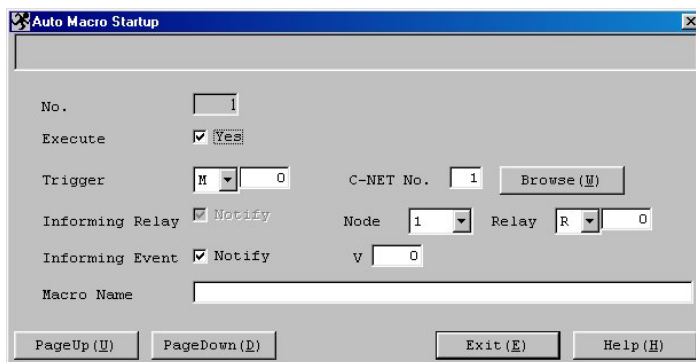 Auto Macro Startup
No. 1
Execute Yes
Trigger M 0 C-NET No. 1 Browse(W)
Informing Relay Notify Node 1 Relay R 0
Informing Event Notify V 0
Macro Name
PageUp(U) PageDown(D) Exit(E) Help(H)